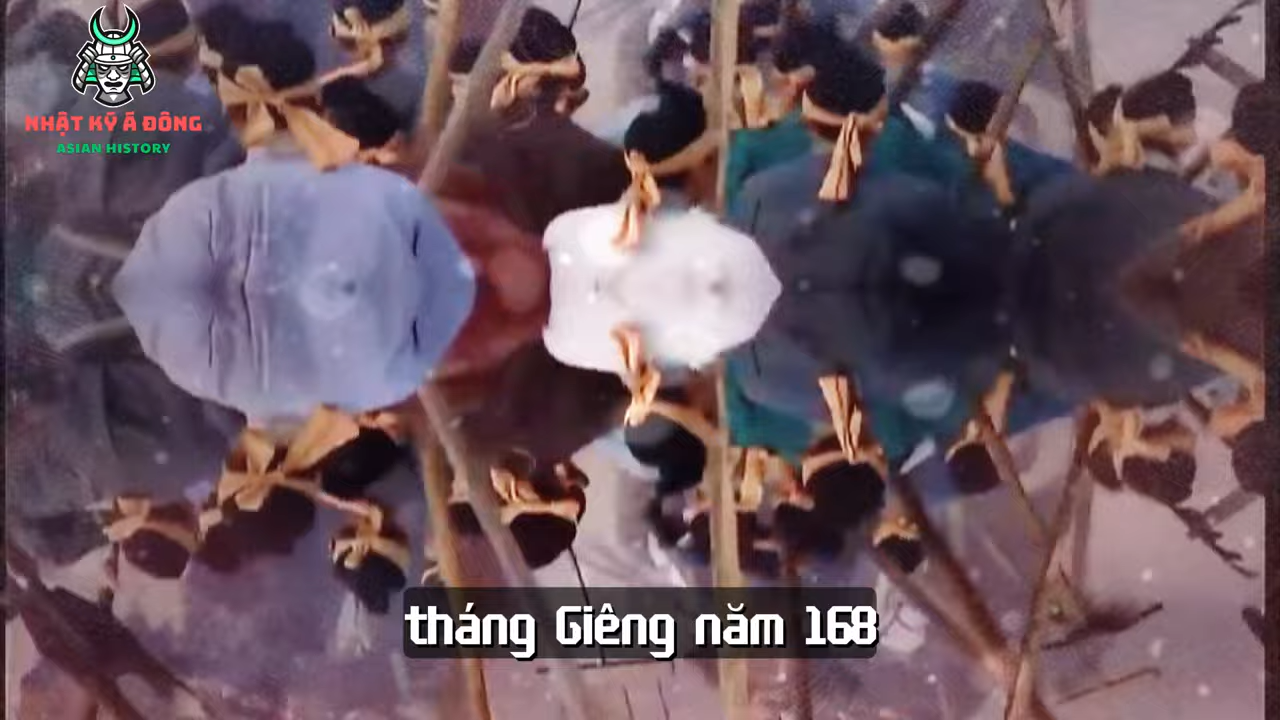 NHẬT KÝ Á ĐÔNG
ASIAN HISTORY
tháng Giêng năm 168